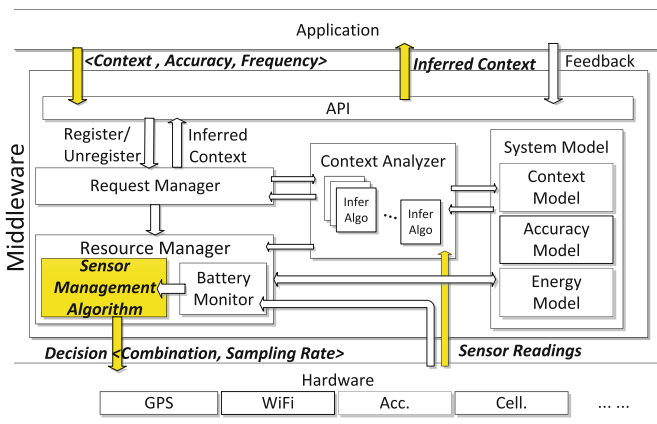 Application
<Context , Accuracy, Frequency>
Inferred Context
Feedback
API
Middleware
Register/
Unregister
Inferred
Context
Request Manager
Context Analyzer
Infer
Algo
...
Infer
Algo
System Model
Context
Model
Accuracy
Model
Energy
Model
Resource Manager
Sensor
Management
Algorithm
Battery
Monitor
Decision <Combination, Sampling Rate>
Sensor Readings
Hardware
GPS
WiFi
Acc.
Cell.
... ...